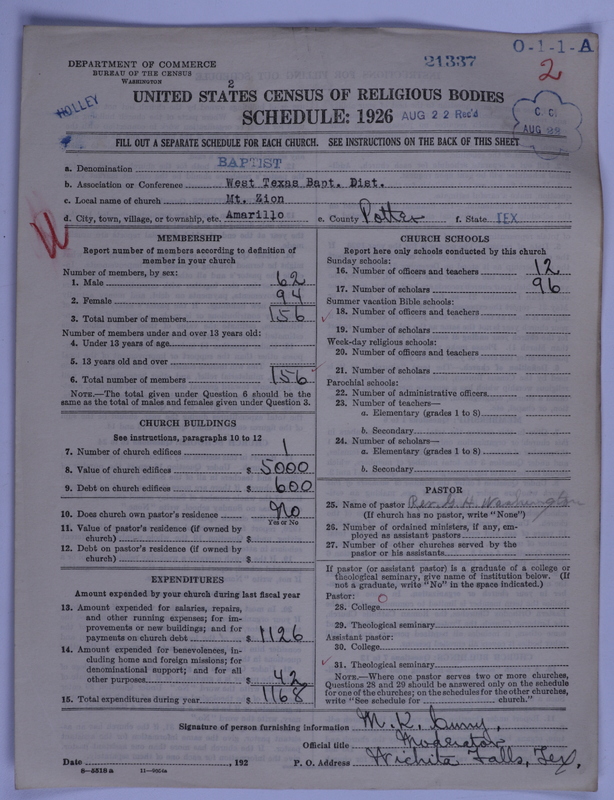 O-1-1-A
21337
2
DEPARTMENT OF COMMERCE
BUREAU OF THE CENSUS
WASHINGTON
HOLLEY
2
UNITED STATES CENSUS OF RELIGIOUS BODIES
SCHEDULE: 1926 AUG 22 Rec'd
C. C.
AUG
FILL OUT A SEPARATE SCHEDULE FOR EACH CHURCH. SEE INSTRUCTIONS ON THE BACK OF THIS SHEET
a. Denomination BAPTIST
b. Association or Conference West Texas Bapt. Dist.
c. Local name of church Mt. Zion
d. City, town, village, or township, etc. Amarillo e. County Potter f. State TEX
MEMBERSHIP
Report number of members according to definition of
member in your church
Number of members, by sex:
1. Male 62
2. Female 94
3. Total number of members 156
Number of members under and over 13 years old:
4. Under 13 years of age
5. 13 years old and over
6. Total number of members 156
NOTE.—The total given under Question 6 should be the
same as the total of males and females given under Question 3.
CHURCH BUILDINGS
See instructions, paragraphs 10 to 12
7. Number of church edifices 1
8. Value of church edifices $ 5000
9. Debt on church edifices $ 600
10. Does church own pastor's residence No
Yes or No
11. Value of pastor's residence (if owned by
church) $
12. Debt on pastor's residence (if owned by
church) $
EXPENDITURES
Amount expended by your church during last fiscal year
13. Amount expended for salaries, repairs,
and other running expenses; for im-
provements or new buildings; and for
payments on church debt $ 1126
14. Amount expended for benevolences, in-
cluding home and foreign missions; for
denominational support; and for all
other purposes $ 42
15. Total expenditures during year $ 1168
CHURCH SCHOOLS
Report here only schools conducted by this church
Sunday schools:
16. Number of officers and teachers 12
17. Number of scholars 96
Summer vacation Bible schools:
18. Number of officers and teachers
19. Number of scholars
Week-day religious schools:
20. Number of officers and teachers
21. Number of scholars
Parochial schools:
22. Number of administrative officers
23. Number of teachers—
a. Elementary (grades 1 to 8)
b. Secondary
24. Number of scholars—
a. Elementary (grades 1 to 8)
b. Secondary
PASTOR
25. Name of pastor Rev. G. H. Washington
(If church has no pastor, write "None")
26. Number of ordained ministers, if any, em-
ployed as assistant pastors
27. Number of other churches served by the
pastor or his assistants
If pastor (or assistant pastor) is a graduate of a college or
theological seminary, give name of institution below. (If
not a graduate, write "No" in the space indicated.)
Pastor:
28. College
29. Theological seminary
Assistant pastor:
30. College
31. Theological seminary
NOTE.—Where one pastor serves two or more churches,
Questions 28 and 29 should be answered only on the schedule
for one of the churches; on the schedules for the other churches,
write "See schedule for church."
Signature of person furnishing information M. K.
Official title Moderator
Date , 192 P. O. Address Wichita Falls, Tex.
8-5518a 11-9604a